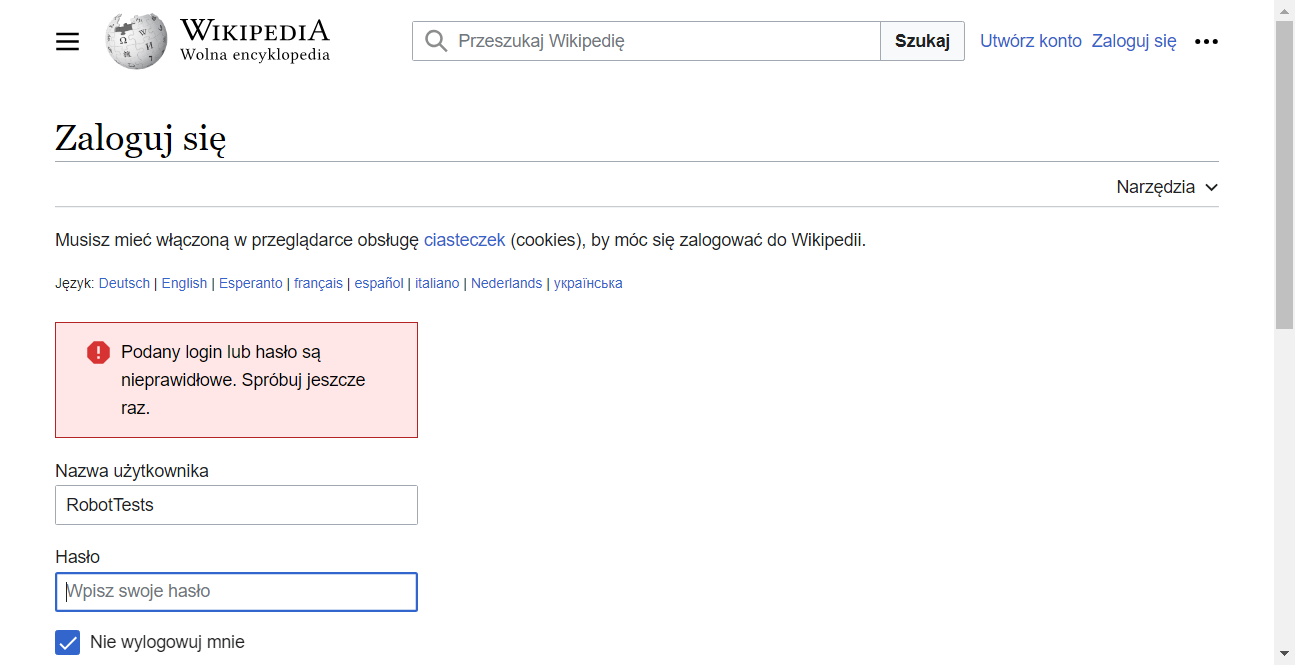 WIKIPEDIA
Wolna encyklopedia
Przeszukaj Wikipedię
Szukaj
Utwórz konto Zaloguj się
Zaloguj się
Narzędzia
Musisz mieć włączoną w przeglądarce obsługę ciasteczek (cookies), by móc się zalogować do Wikipedii.
Język: Deutsch | English | Esperanto | français | español | italiano | Nederlands | українська
Podany login lub hasło są
nieprawidłowe. Spróbuj jeszcze
raz.
Nazwa użytkownika
RobotTests
Hasło
Wpisz swoje hasło
Nie wylogowuj mnie